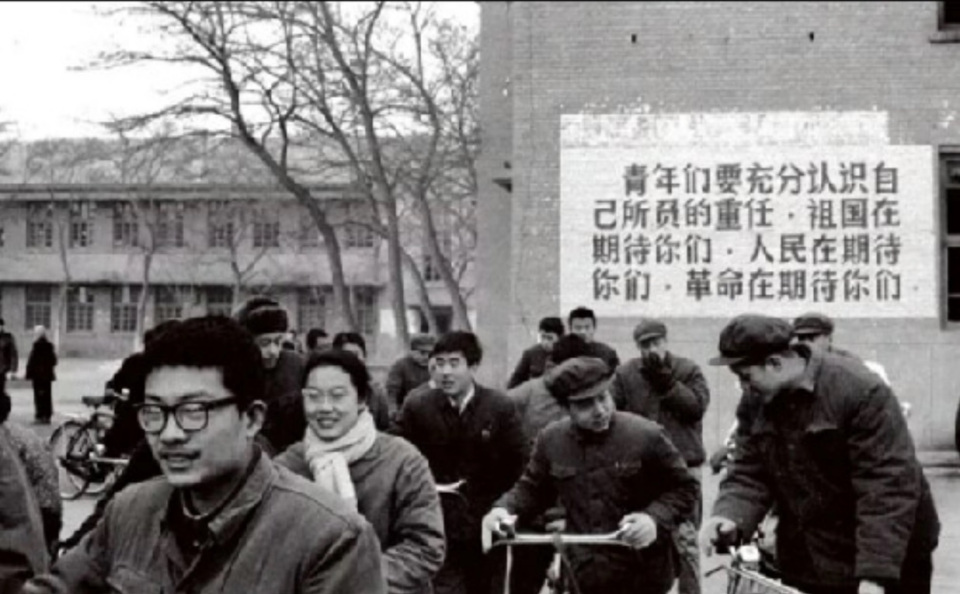 青年们要充分认识自
己所负的重任·祖国在
期待你们·人民在期待
你们·革命在期待你们·